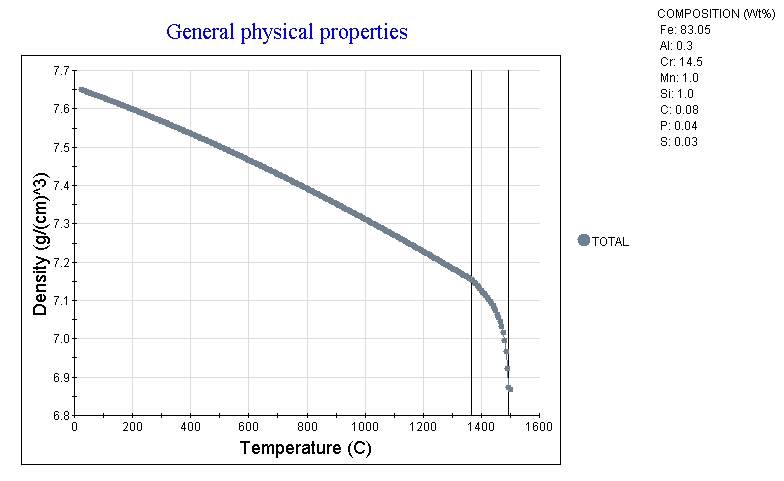 General physical properties
COMPOSITION (Wt%)
Fe: 83.05
Al: 0.3
Cr: 14.5
Mn: 1.0
Si: 1.0
C: 0.08
P: 0.04
S: 0.03
7.7
7.6
7.5
7.4
7.3
7.2
7.1
7.0
6.9
6.8
Density (g/(cm)^3)
0 200 400 600 800 1000 1200 1400 1600
Temperature (C)
TOTAL